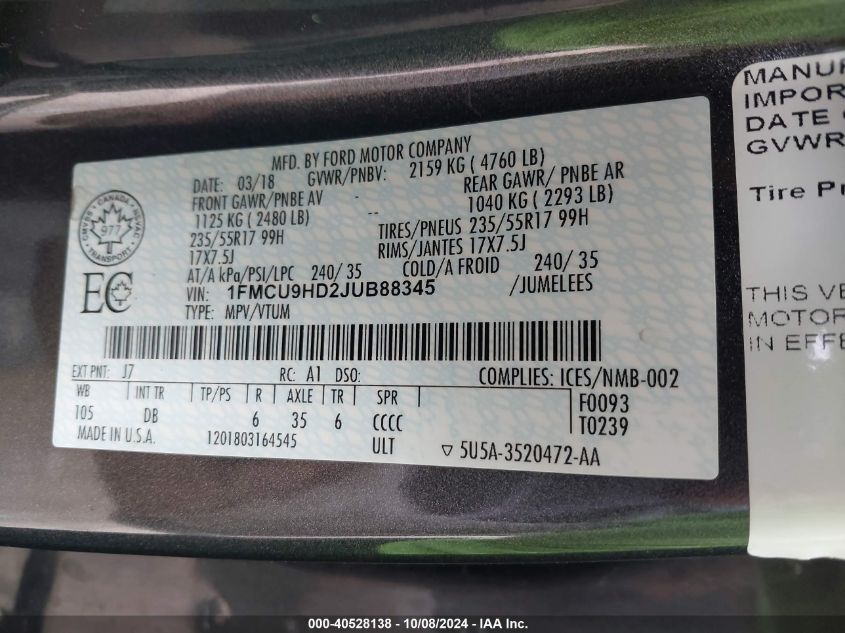 MFD. BY FORD MOTOR COMPANY
DATE: 03/18 GVWR/PNBV: 2159 KG ( 4760 LB)
FRONT GAWR/PNBE AV - REAR GAWR/ PNBE AR
1125 KG ( 2480 LB) - 1040 KG ( 2293 LB)
235/55R17 99H TIRES/PNEUS 235/55R17 99H
17X7.5J RIMS/JANTES 17X7.5J
AT/A kPa/PSI/LPC 240/ 35 COLD/A FROID 240/ 35
VIN: 1FMCU9HD2JUB88345 /JUMELEES
TYPE: MPV/VTUM
CANADA
977
TRANSPORT
EC
EXT PNT: J7 RC: A1 DSO: COMPLIES: ICES/NMB-002
WB INT TR TP/PS R AXLE TR SPR F0093
105 DB 6 35 6 CCCC T0239
MADE IN U.S.A. 1201803164545 ULT ▽ 5U5A-3520472-AA
MANUF
IMPOR
DATE O
GVWR
Tire Pr
THIS VE
MOTOR
IN EFFE
000-40528138 - 10/08/2024 - IAA Inc.